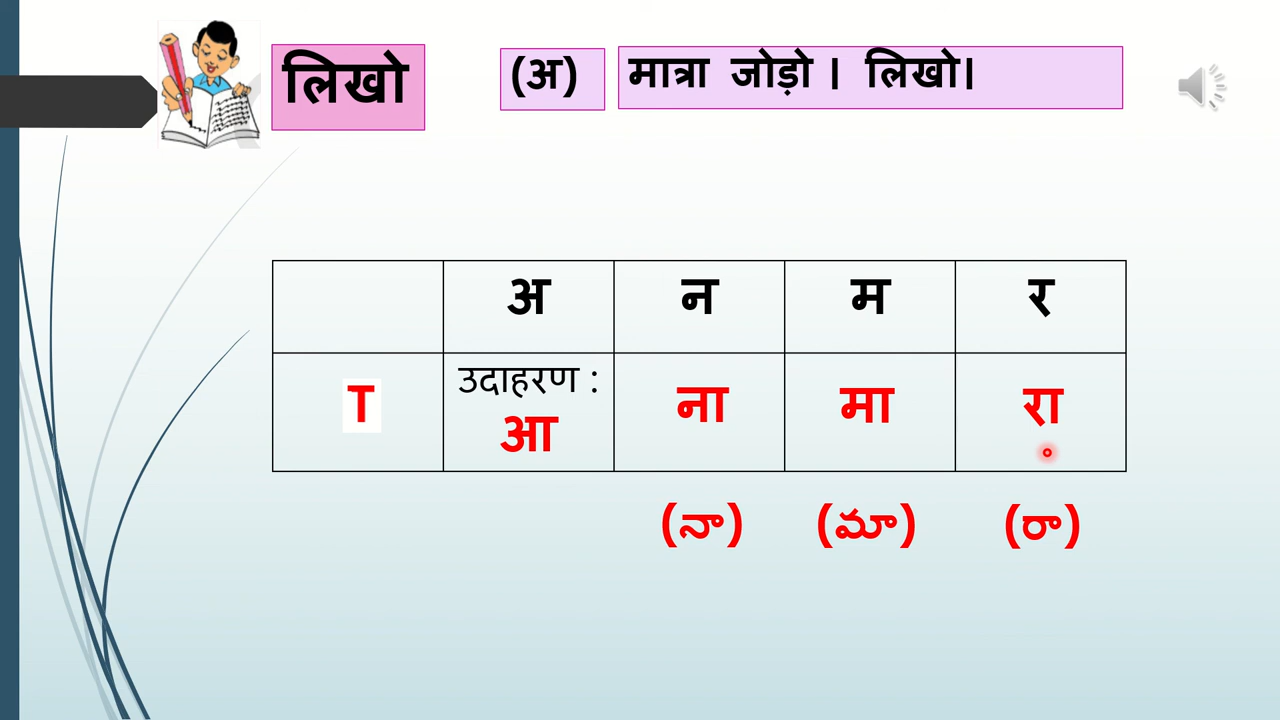 लिखो
(अ)
मात्रा जोड़ो । लिखो।
अ न म र
उदाहरण :
T आ ना मा रा
(నా) (మా) (రా)